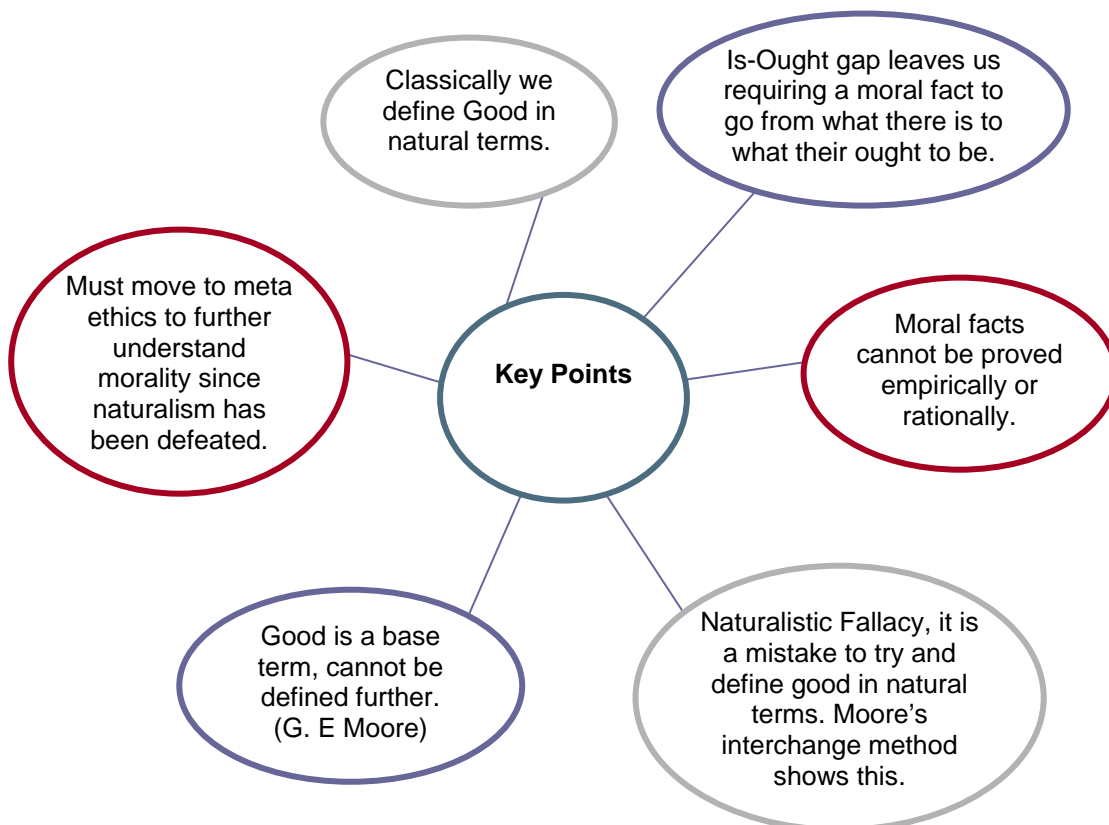 Classically we
define Good in
natural terms.
Is-Ought gap leaves us
requiring a moral fact to
go from what there is to
what their ought to be.
Must move to meta
ethics to further
understand
morality since
naturalism has
been defeated.
Key Points
Moral facts
cannot be proved
empirically or
rationally.
Good is a base
term, cannot be
defined further.
(G. E Moore)
Naturalistic Fallacy, it is
a mistake to try and
define good in natural
terms. Moore’s
interchange method
shows this.